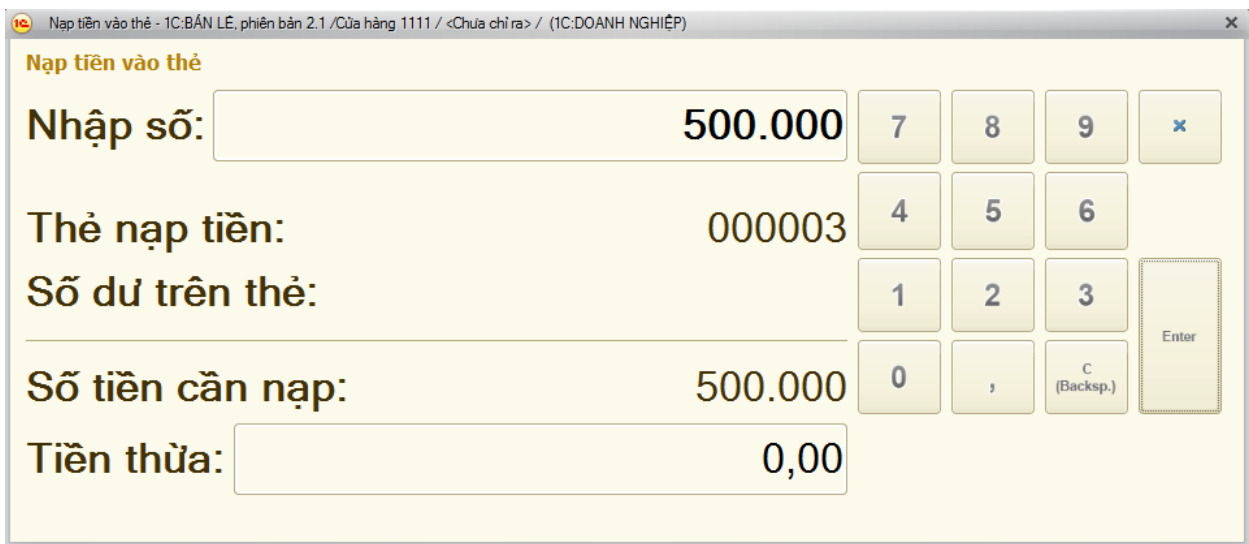 1C Nạp tiền vào thẻ - 1C:BÁN LẺ, phiên bản 2.1 /Cửa hàng 1111 / <Chưa chỉ ra> / (1C:DOANH NGHIỆP)
Nạp tiền vào thẻ
Nhập số: 500.000 7 8 9 ×
Thẻ nạp tiền: 000003 4 5 6
Số dư trên thẻ: 1 2 3
Enter
Số tiền cần nạp: 500.000 0 , C
(Backsp.)
Tiền thừa: 0,00